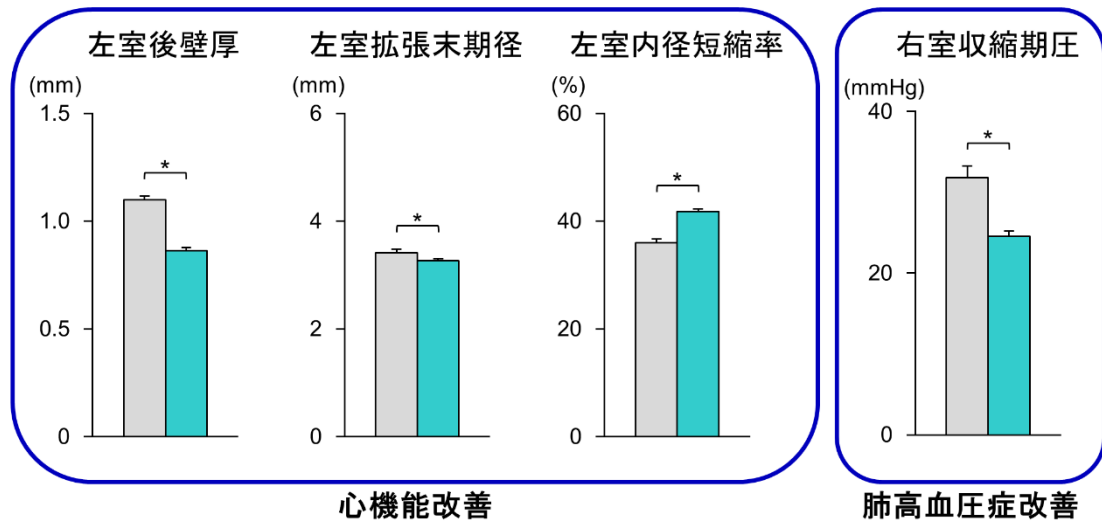 左室後壁厚
(mm)
1.5
*
1.0
0.5
0
左室拡張末期径
(mm)
6
4
*
2
0
左室内径短縮率
(%)
60
*
40
20
0
心機能改善
右室収縮期圧
(mmHg)
40
*
20
0
肺高血圧症改善